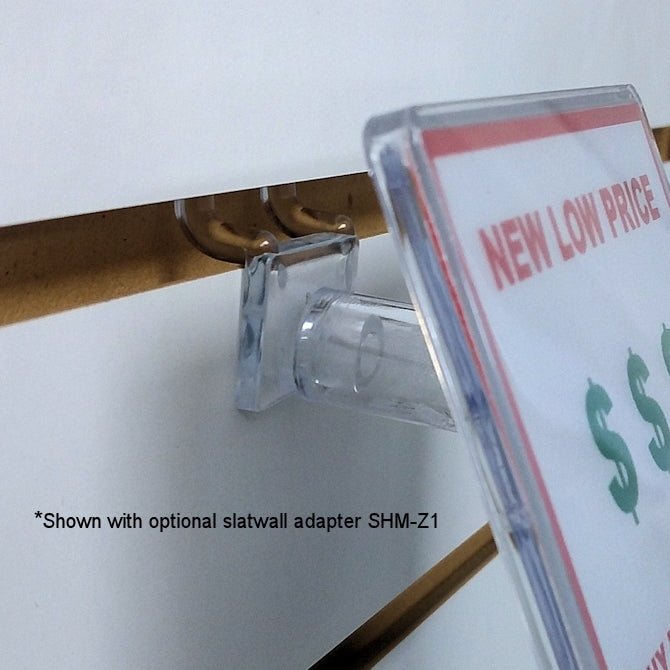 NEW LOW PRICE
$ $ $
*Shown with optional slatwall adapter SHM-Z1